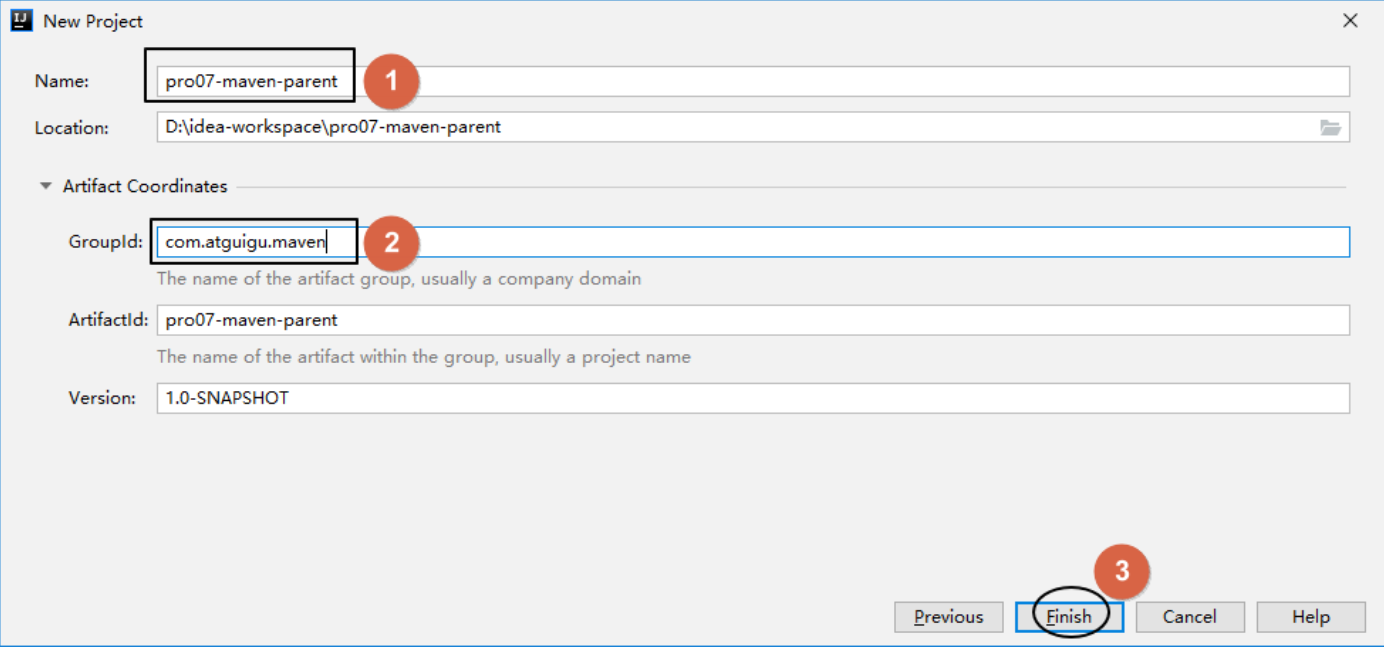 New Project
Name: pro07-maven-parent 1
Location: D:\idea-workspace\pro07-maven-parent
Artifact Coordinates
GroupId: com.atguigu.maven 2
The name of the artifact group, usually a company domain
ArtifactId: pro07-maven-parent
The name of the artifact within the group, usually a project name
Version: 1.0-SNAPSHOT
3
Previous Finish Cancel Help